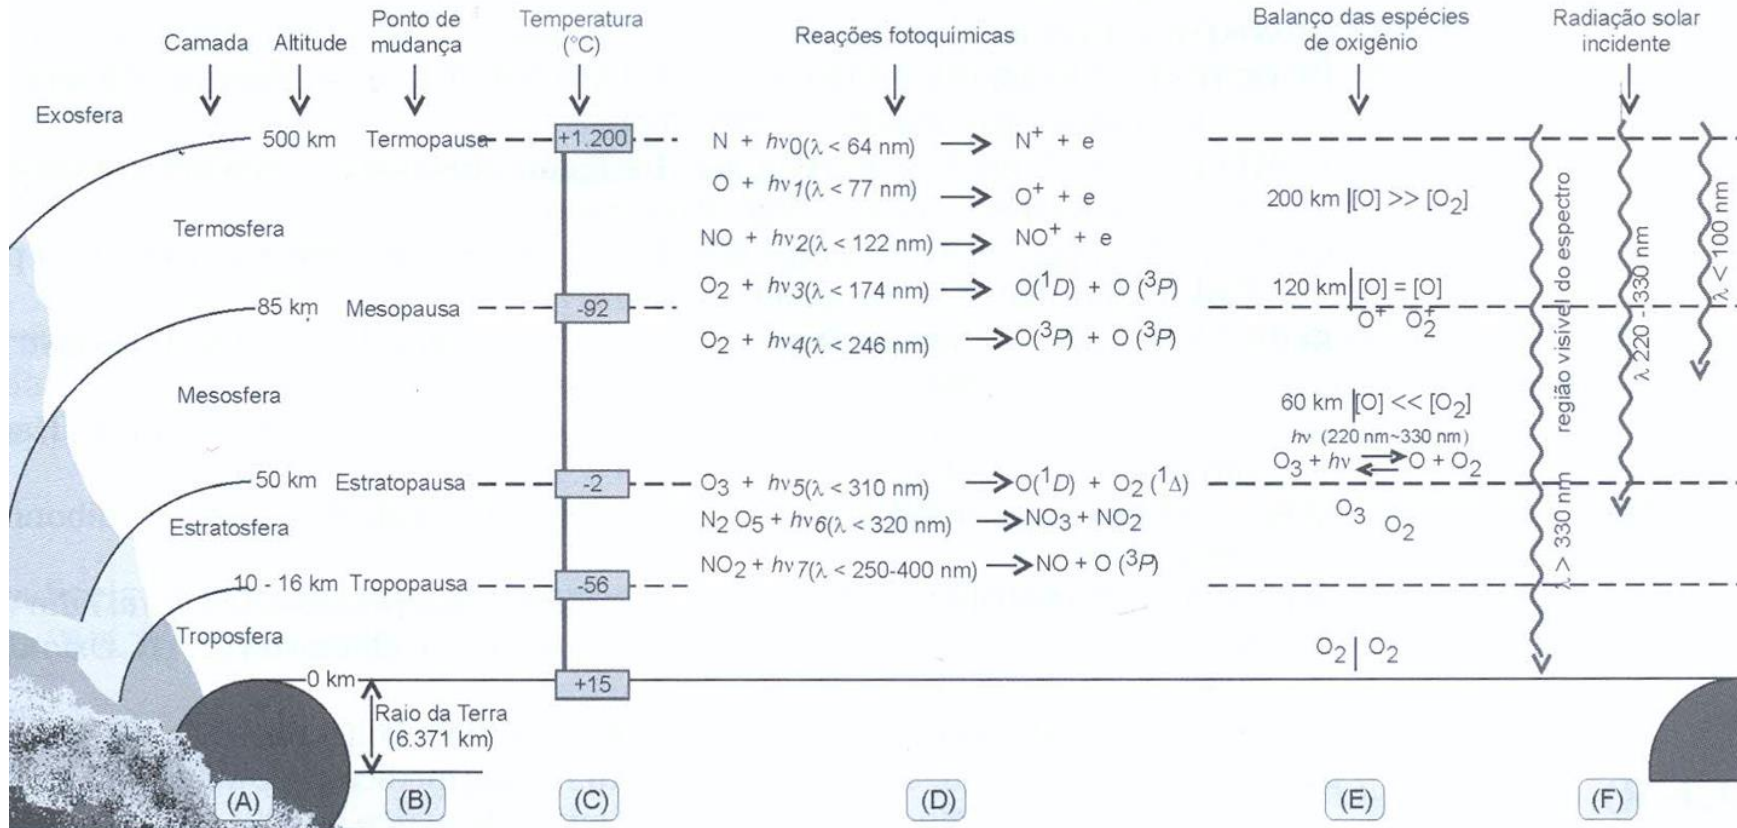 Camada
Altitude
Ponto de
mudança
Temperatura
(°C)
Reações fotoquímicas
Balanço das espécies
de oxigênio
Radiação solar
incidente
Exosfera
500 km
Termopausa
+1.200
N + hν0(λ < 64 nm) → N⁺ + e
O + hν1(λ < 77 nm) → O⁺ + e
200 km |[O] >> [O₂]
Termosfera
NO + hν2(λ < 122 nm) → NO⁺ + e
O₂ + hν3(λ < 174 nm) → O(¹D) + O (³P)
120 km |[O] = [O]
85 km
Mesopausa
-92
O⁺ O₂⁺
O₂ + hν4(λ < 246 nm) → O(³P) + O (³P)
Mesosfera
60 km |[O] << [O₂]
hν (220 nm~330 nm)
O₃ + hν ⇄ O + O₂
50 km
Estratopausa
-2
O₃ + hν5(λ < 310 nm) → O(¹D) + O₂ (¹Δ)
Estratosfera
N₂ O₅ + hν6(λ < 320 nm) → NO₃ + NO₂
O₃ O₂
NO₂ + hν7(λ < 250-400 nm) → NO + O (³P)
10 - 16 km
Tropopausa
-56
Troposfera
O₂ | O₂
0 km
+15
Raio da Terra
(6.371 km)
λ > 330 nm região visível do espectro
λ 220 - 330 nm
λ < 100 nm
(A)
(B)
(C)
(D)
(E)
(F)